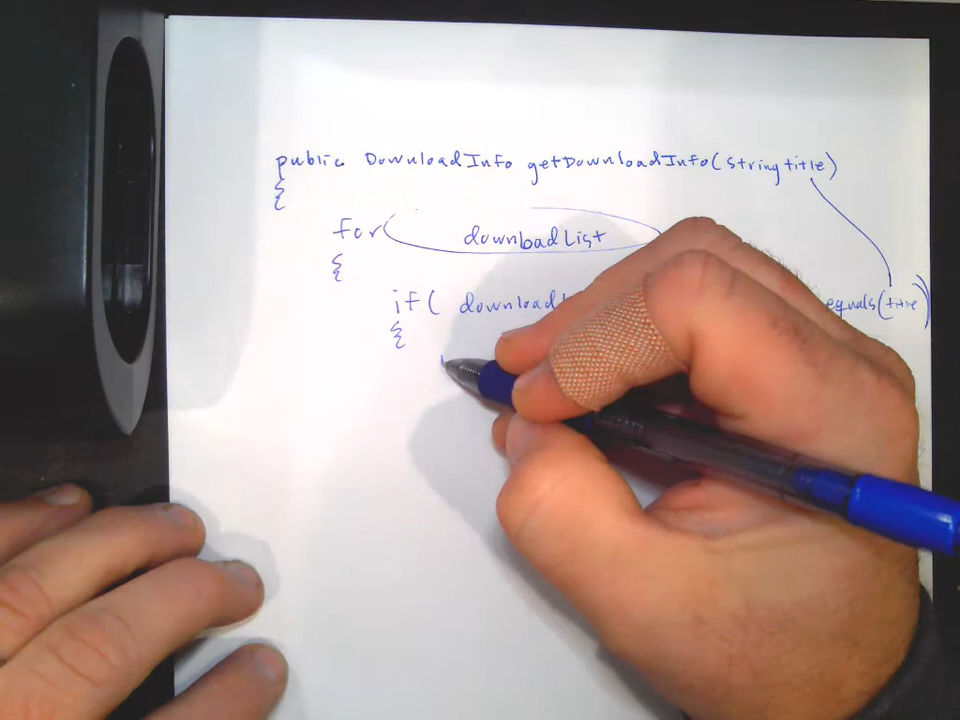 public DownloadInfo getDownloadInfo(String title)
{
for( downloadList
{
if( download equals(title)
{